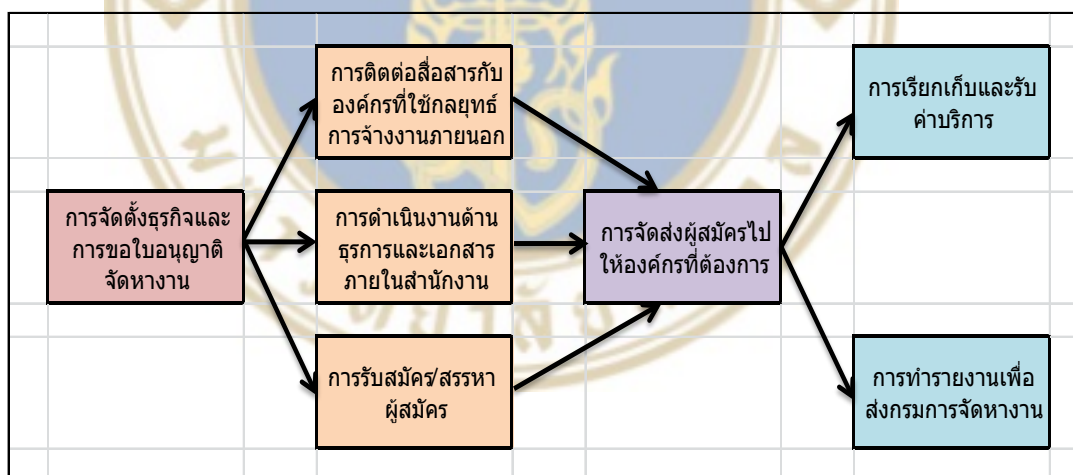 การจัดตั้งธุรกิจและ
การขอใบอนุญาติ
จัดหางาน
การติดต่อสื่อสารกับ
องค์กรที่ใช้กลยุทธ์
การจ้างงานภายนอก
การดำเนินงานด้าน
ธุรการและเอกสาร
ภายในสำนักงาน
การรับสมัคร/สรรหา
ผู้สมัคร
การจัดส่งผู้สมัครไป
ให้องค์กรที่ต้องการ
การเรียกเก็บและรับ
ค่าบริการ
การทำรายงานเพื่อ
ส่งกรมการจัดหางาน